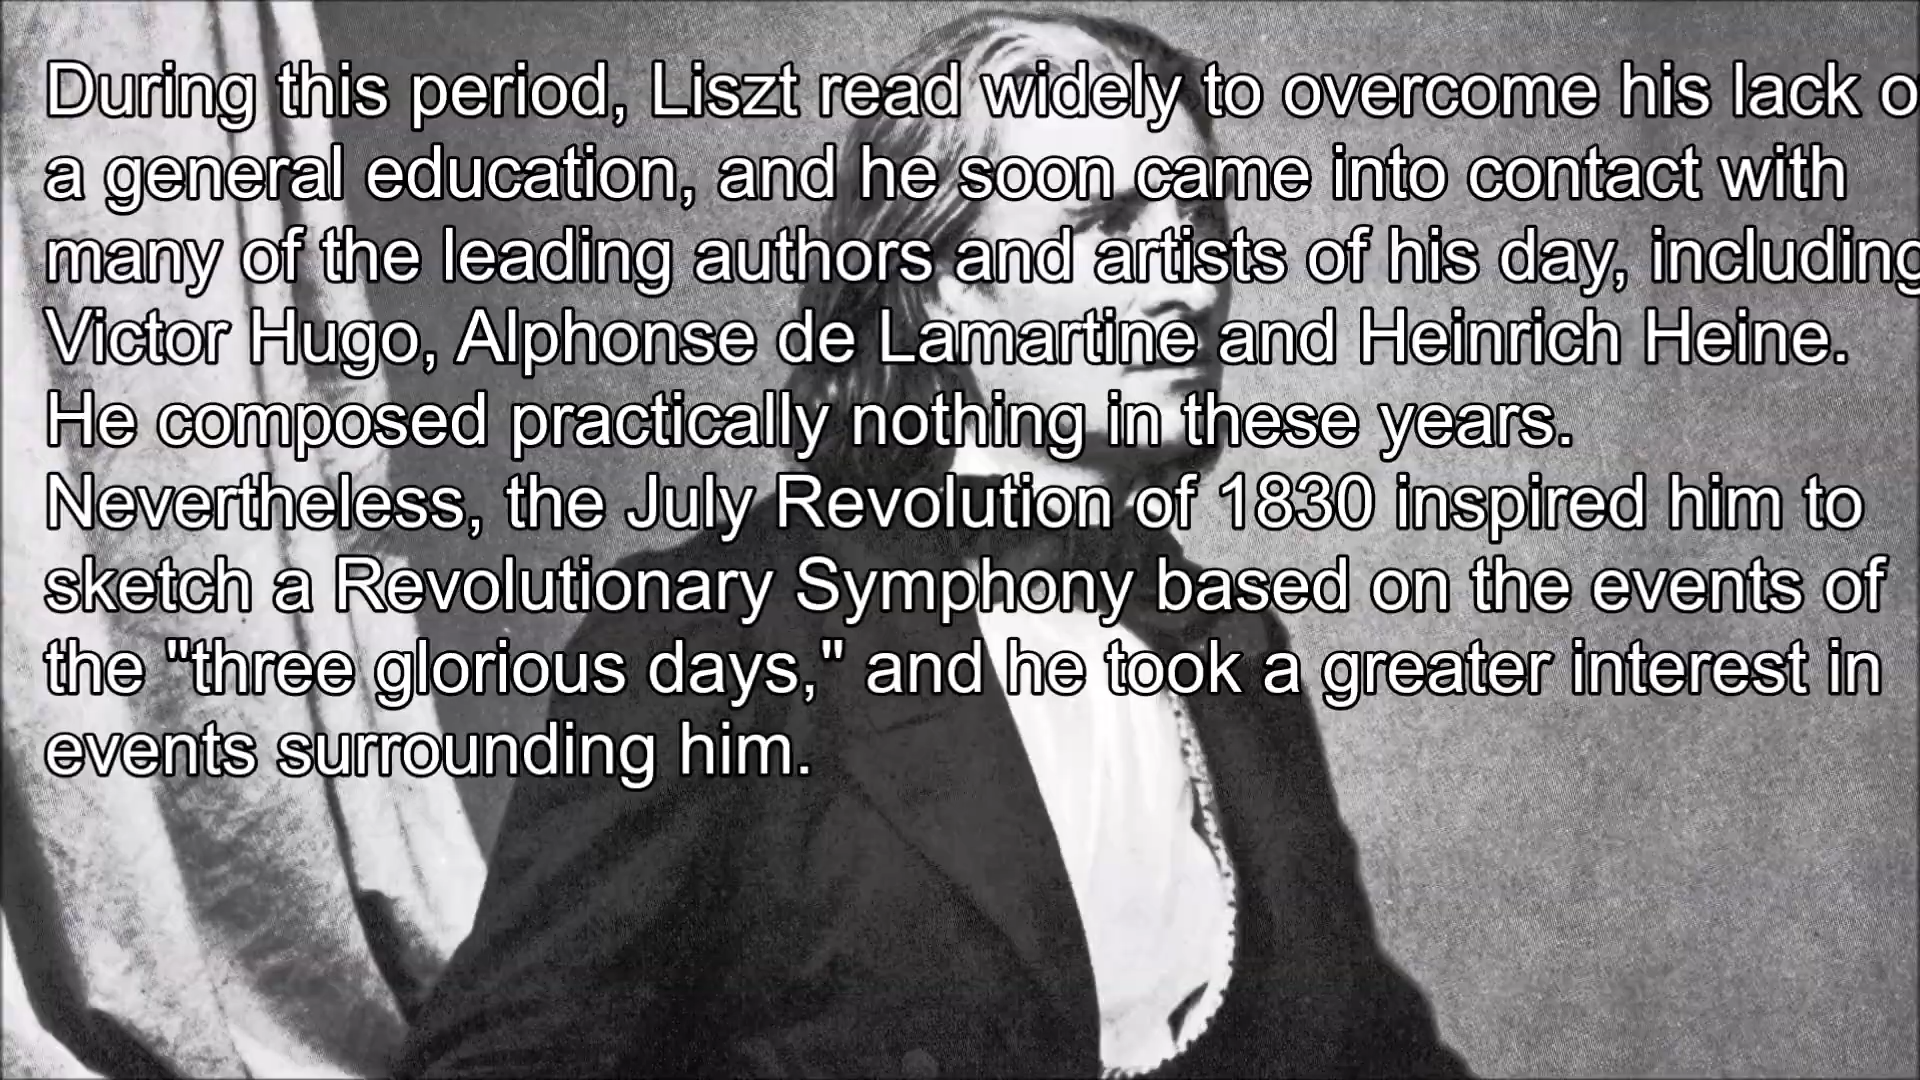 During this period, Liszt read widely to overcome his lack o
a general education, and he soon came into contact with
many of the leading authors and artists of his day, including
Victor Hugo, Alphonse de Lamartine and Heinrich Heine.
He composed practically nothing in these years.
Nevertheless, the July Revolution of 1830 inspired him to
sketch a Revolutionary Symphony based on the events of
the "three glorious days," and he took a greater interest in
events surrounding him.